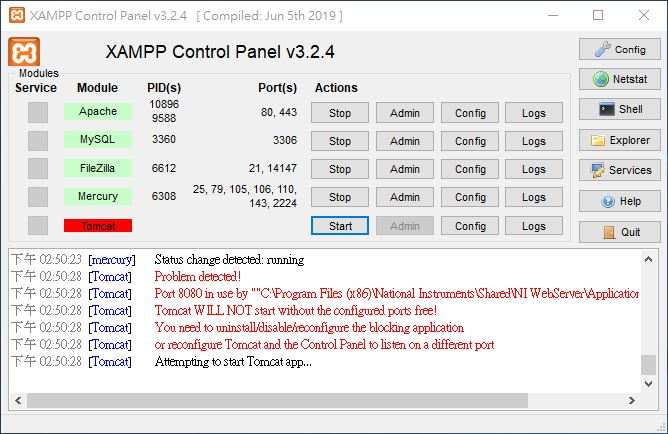 XAMPP Control Panel v3.2.4 [ Compiled: Jun 5th 2019 ]
XAMPP Control Panel v3.2.4
Config
Modules
Service Module PID(s) Port(s) Actions
Netstat
Apache 10896 9588 80, 443 Stop Admin Config Logs
Shell
MySQL 3360 3306 Stop Admin Config Logs
Explorer
FileZilla 6612 21, 14147 Stop Admin Config Logs
Services
Mercury 6308 25, 79, 105, 106, 110, 143, 2224 Stop Admin Config Logs
Help
Tomcat Start Admin Config Logs
Quit
下午 02:50:23 [mercury] Status change detected: running
下午 02:50:28 [Tomcat] Problem detected!
下午 02:50:28 [Tomcat] Port 8080 in use by ""C:\Program Files (x86)\National Instruments\Shared\NI WebServer\Application
下午 02:50:28 [Tomcat] Tomcat WILL NOT start without the configured ports free!
下午 02:50:28 [Tomcat] You need to uninstall/disable/reconfigure the blocking application
下午 02:50:28 [Tomcat] or reconfigure Tomcat and the Control Panel to listen on a different port
下午 02:50:28 [Tomcat] Attempting to start Tomcat app...